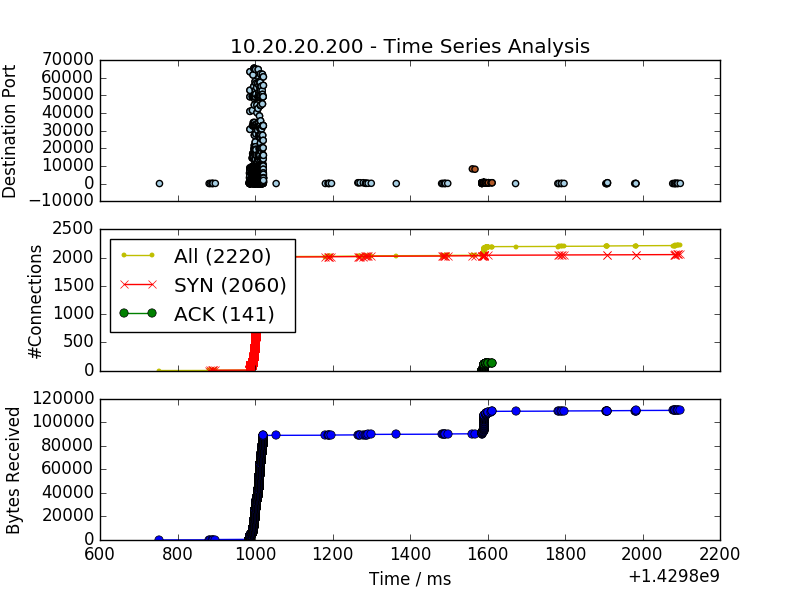 10.20.20.200 - Time Series Analysis
Destination Port
70000
60000
50000
40000
30000
20000
10000
0
−10000
#Connections
2500
2000
1500
1000
500
0
All (2220)
SYN (2060)
ACK (141)
Bytes Received
120000
100000
80000
60000
40000
20000
0
600 800 1000 1200 1400 1600 1800 2000 2200
Time / ms
+1.4298e9